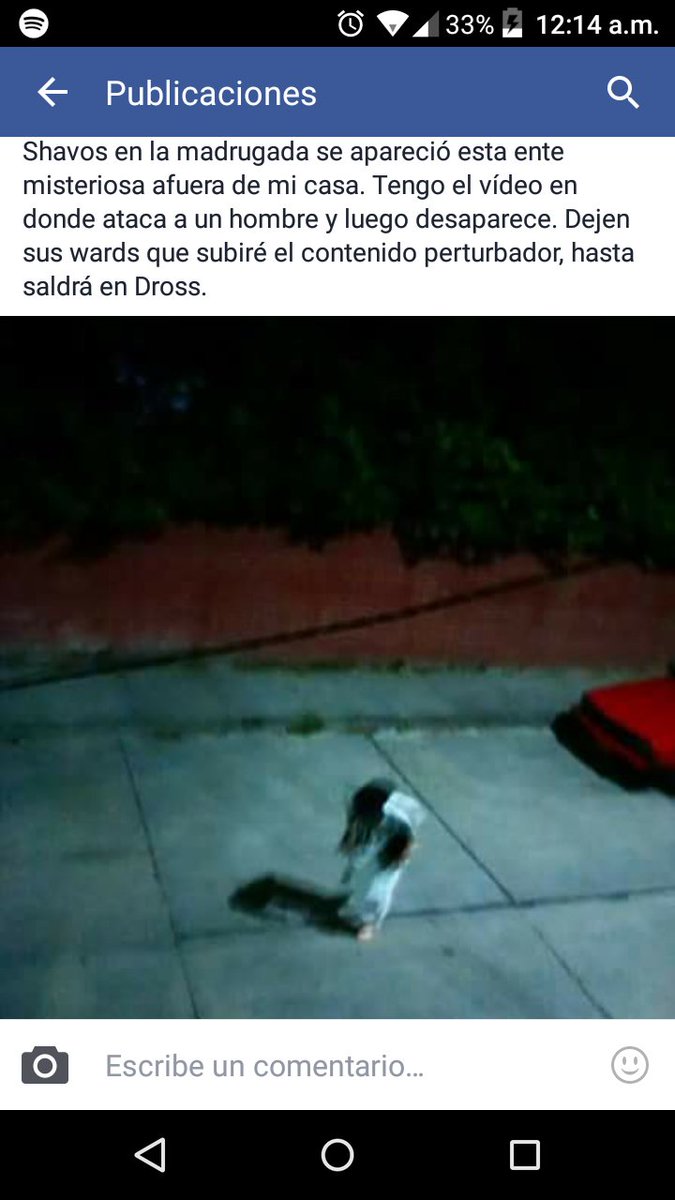 33% 12:14 a.m.
Publicaciones
Shavos en la madrugada se apareció esta ente
misteriosa afuera de mi casa. Tengo el vídeo en
donde ataca a un hombre y luego desaparece. Dejen
sus wards que subiré el contenido perturbador, hasta
saldrá en Dross.
Escribe un comentario...